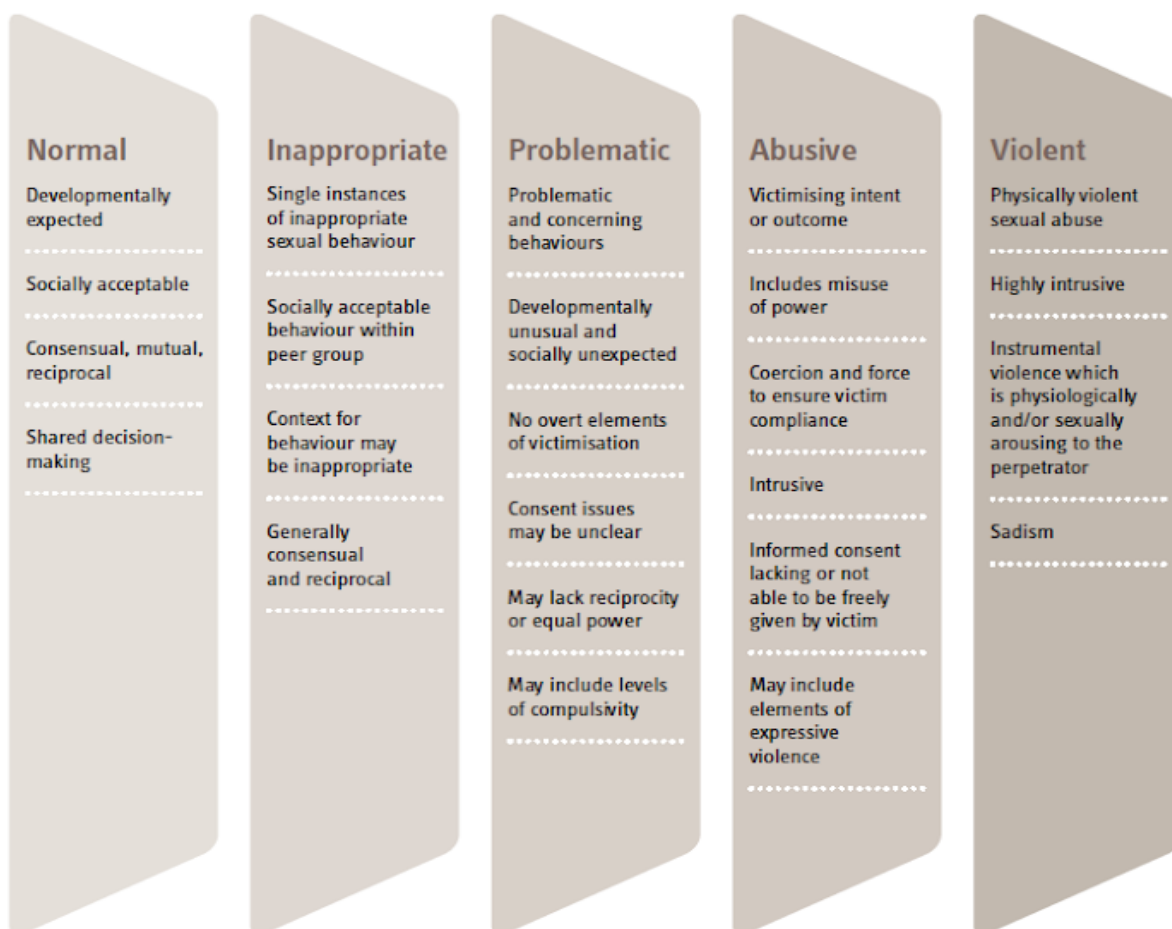 Normal
Developmentally
expected
Socially acceptable
Consensual, mutual,
reciprocal
Shared decision-
making
Inappropriate
Single instances
of inappropriate
sexual behaviour
Socially acceptable
behaviour within
peer group
Context for
behaviour may
be inappropriate
Generally
consensual
and reciprocal
Problematic
Problematic
and concerning
behaviours
Developmentally
unusual and
socially unexpected
No overt elements
of victimisation
Consent issues
may be unclear
May lack reciprocity
or equal power
May include levels
of compulsivity
Abusive
Victimising intent
or outcome
Includes misuse
of power
Coercion and force
to ensure victim
compliance
Intrusive
Informed consent
lacking or not
able to be freely
given by victim
May include
elements of
expressive
violence
Violent
Physically violent
sexual abuse
Highly intrusive
Instrumental
violence which
is physiologically
and/or sexually
arousing to the
perpetrator
Sadism